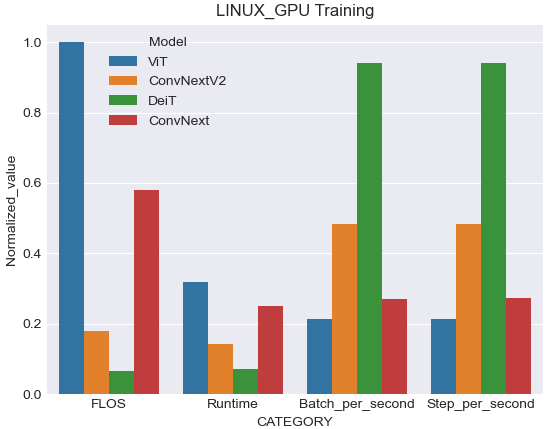 LINUX_GPU Training
Model
ViT
ConvNextV2
DeiT
ConvNext
Normalized_value
1.0
0.8
0.6
0.4
0.2
0.0
FLOS Runtime Batch_per_second Step_per_second
CATEGORY